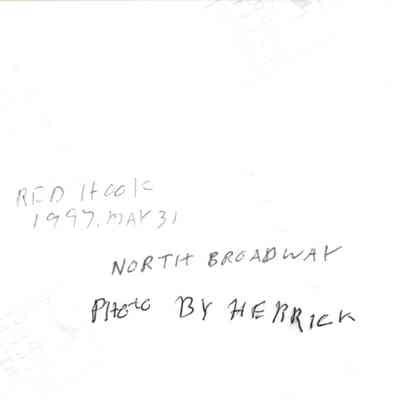 RED HOOK
1997. MAY 31
NORTH BROADWAY
PHOTO BY HERRICK